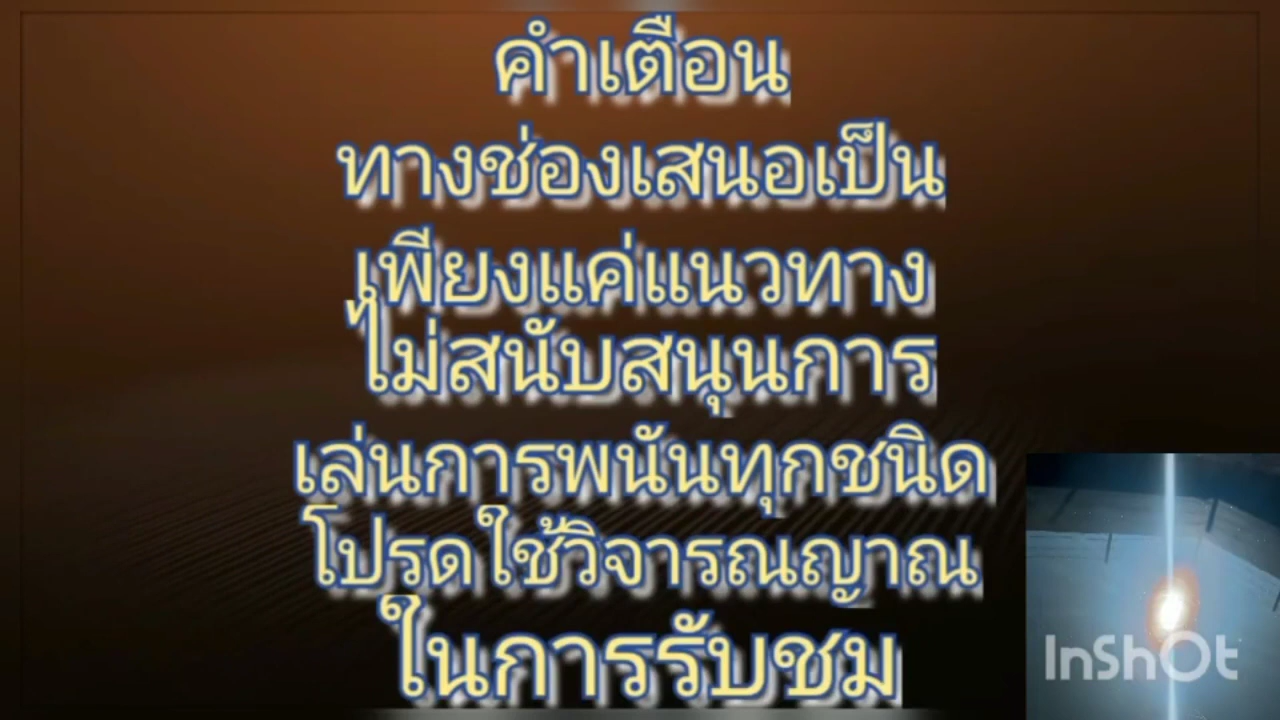 คำเตือน
ทางช่องเสนอเป็น
เพียงแค่แนวทาง
ไม่สนับสนุนการ
เล่นการพนันทุกชนิด
โปรดใช้วิจารณญาณ
ในการรับชม
InShOt